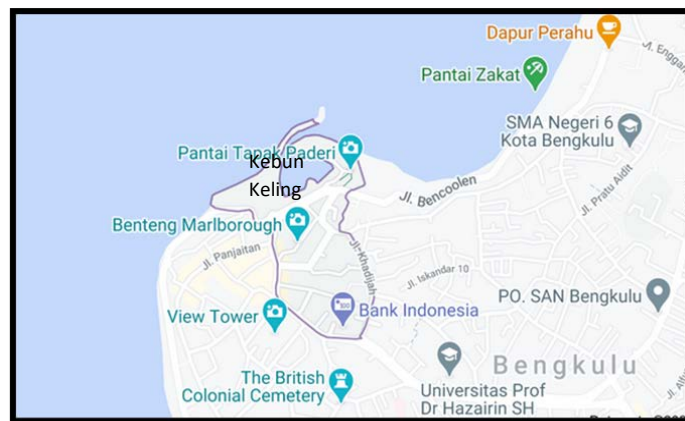 Dapur Perahu
Jl. Enggan
Pantai Zakat
SMA Negeri 6
Kota Bengkulu
Jl. Pratu Aidit
Pantai Tapak Paderi
Kebun
Keling
Jl. Bencoolen
Benteng Marlborough
Jl. Panjaitan
Jl. Khadijah
Jl. Iskandar 10
PO. SAN Bengkulu
Bank Indonesia
View Tower
Bengkulu
The British
Colonial Cemetery
Universitas Prof
Dr Hazairin SH